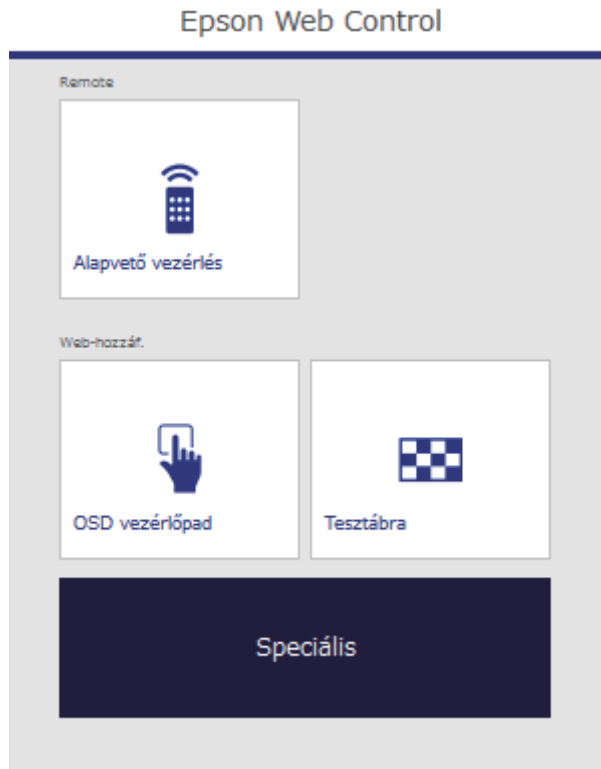 Epson Web Control
Remote
Alapvető vezérlés
Web-hozzáf.
OSD vezérlőpad
Tesztábra
Speciális